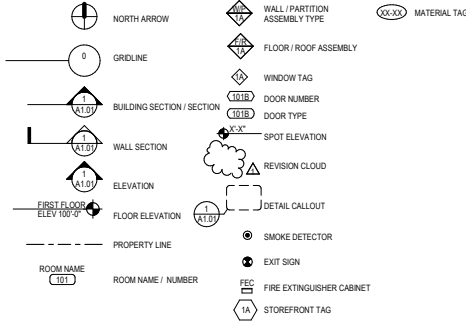 NORTH ARROW
0
GRIDLINE
1
A1.01
BUILDING SECTION / SECTION
1
A1.01
WALL SECTION
1
A1.01
ELEVATION
FIRST FLOOR
ELEV 100'-0"
FLOOR ELEVATION
PROPERTY LINE
ROOM NAME
101
ROOM NAME / NUMBER
W/P
1A
WALL / PARTITION
ASSEMBLY TYPE
F/R
1A
FLOOR / ROOF ASSEMBLY
1A
WINDOW TAG
101B
DOOR NUMBER
101B
DOOR TYPE
X'-X"
SPOT ELEVATION
1
REVISION CLOUD
1
A1.01
DETAIL CALLOUT
SMOKE DETECTOR
EXIT SIGN
FEC
FIRE EXTINGUISHER CABINET
1A
STOREFRONT TAG
XX-XX
MATERIAL TAG